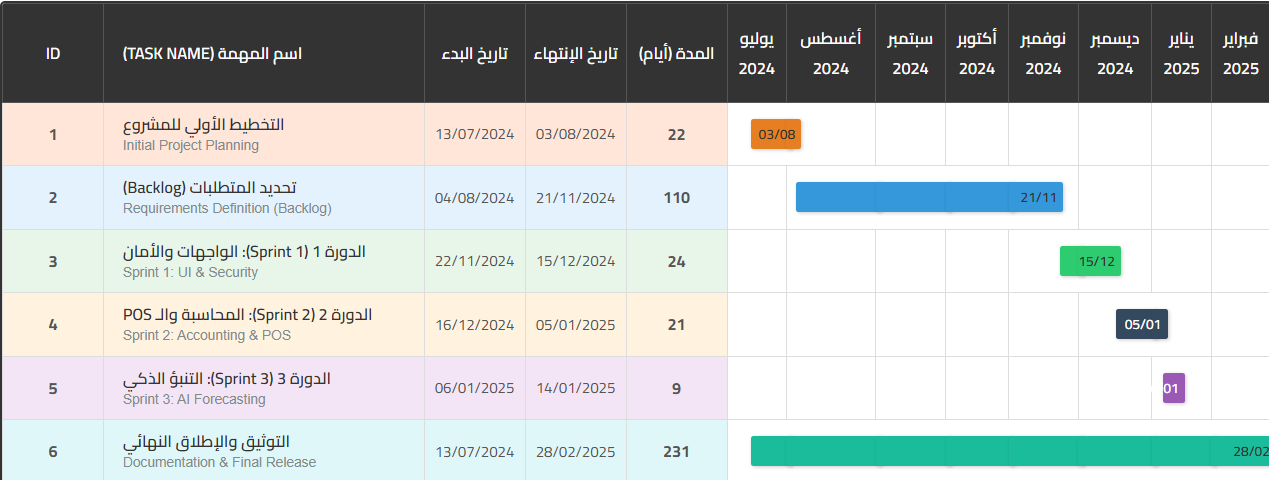 ID
اسم المهمة (TASK NAME)
تاريخ البدء
تاريخ الإنتهاء
المدة (أيام)
يوليو
2024
أغسطس
2024
سبتمبر
2024
أكتوبر
2024
نوفمبر
2024
ديسمبر
2024
يناير
2025
فبراير
2025
1
التخطيط الأولي للمشروع
Initial Project Planning
13/07/2024
03/08/2024
22
03/08
2
تحديد المتطلبات (Backlog)
Requirements Definition (Backlog)
04/08/2024
21/11/2024
110
21/11
3
الدورة 1 (Sprint 1): الواجهات والأمان
Sprint 1: UI & Security
22/11/2024
15/12/2024
24
15/12
4
الدورة 2 (Sprint 2): المحاسبة والـ POS
Sprint 2: Accounting & POS
16/12/2024
05/01/2025
21
05/01
5
الدورة 3 (Sprint 3): التنبؤ الذكي
Sprint 3: AI Forecasting
06/01/2025
14/01/2025
9
01
6
التوثيق والإطلاق النهائي
Documentation & Final Release
13/07/2024
28/02/2025
231
28/02